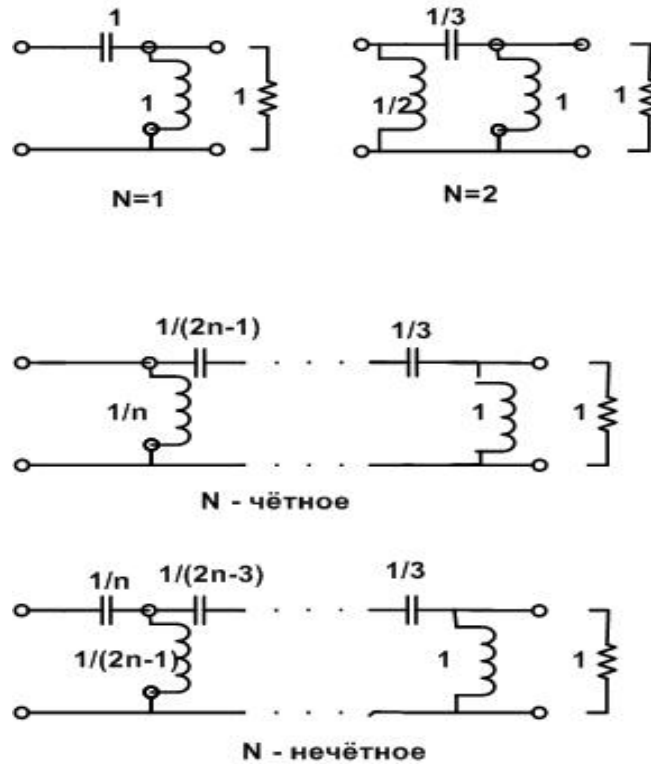 1 1/3
1 1 1/2 1 1
N=1 N=2
1/(2n-1) 1/3
1/n 1 1
N - чётное
1/n 1/(2n-3) 1/3
1/(2n-1) 1 1
N - нечётное